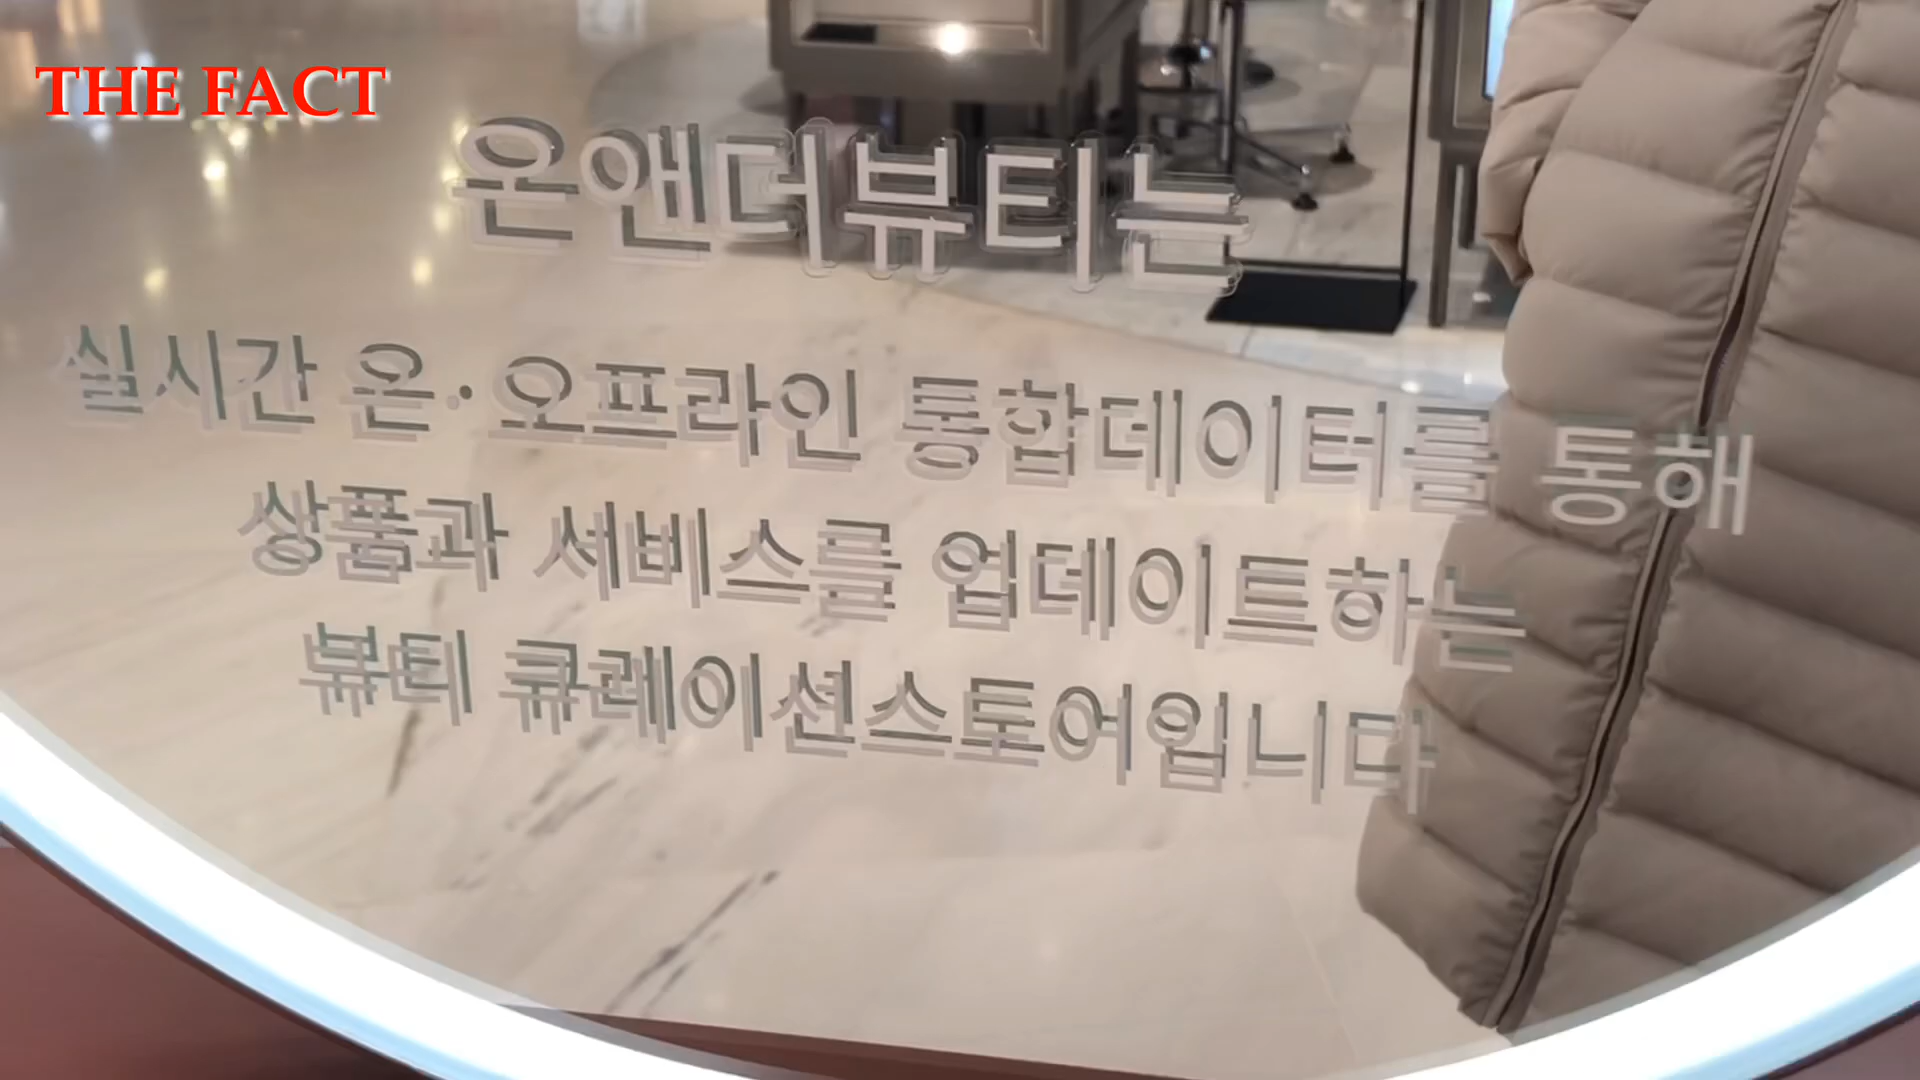 THE FACT
온앤더뷰티는
실시간 온·오프라인 통합데이터를 통해
상품과 서비스를 업데이트하는
뷰티 큐레이션스토어입니다